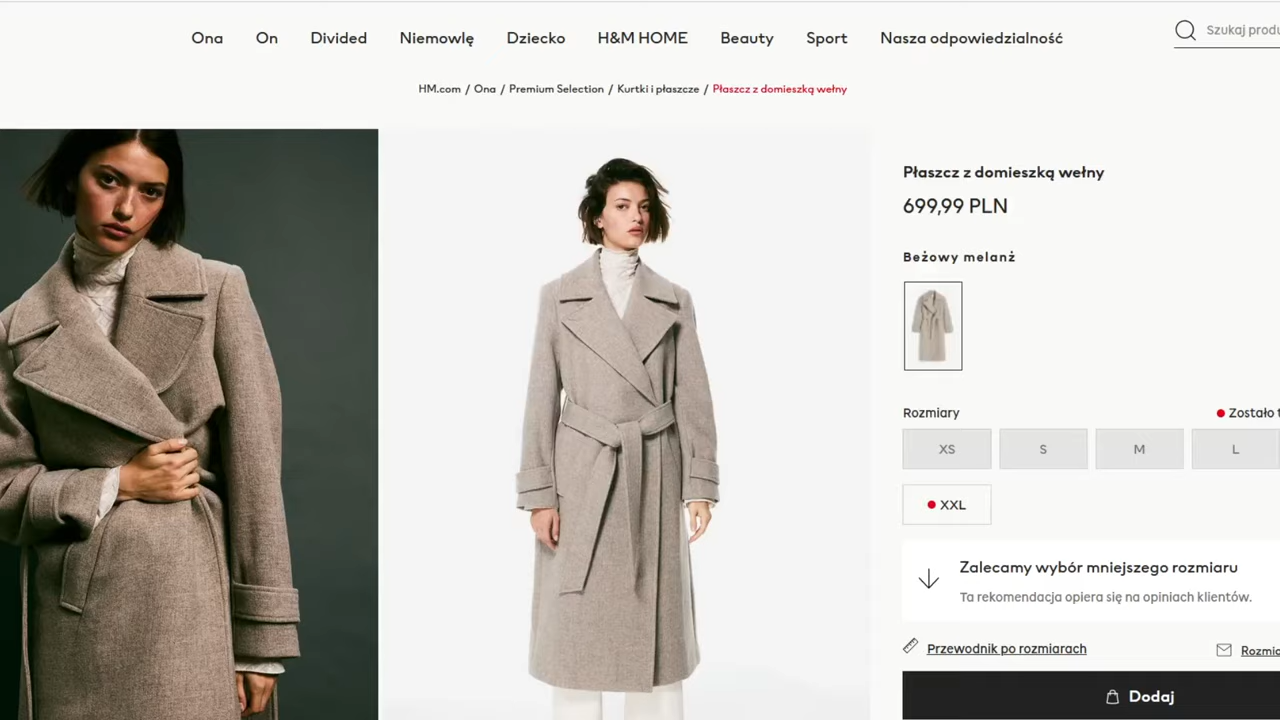 Ona On Divided Niemowlę Dziecko H&M HOME Beauty Sport Nasza odpowiedzialność
Szukaj
HM.com / Ona / Premium Selection / Kurtki i płaszcze / Płaszcz z domieszką wełny
Płaszcz z domieszką wełny
699,99 PLN
Beżowy melanż
Rozmiary
Zostało
XS S M L
XXL
Zalecamy wybór mniejszego rozmiaru
Ta rekomendacja opiera się na opiniach klientów.
Przewodnik po rozmiarach
Dodaj